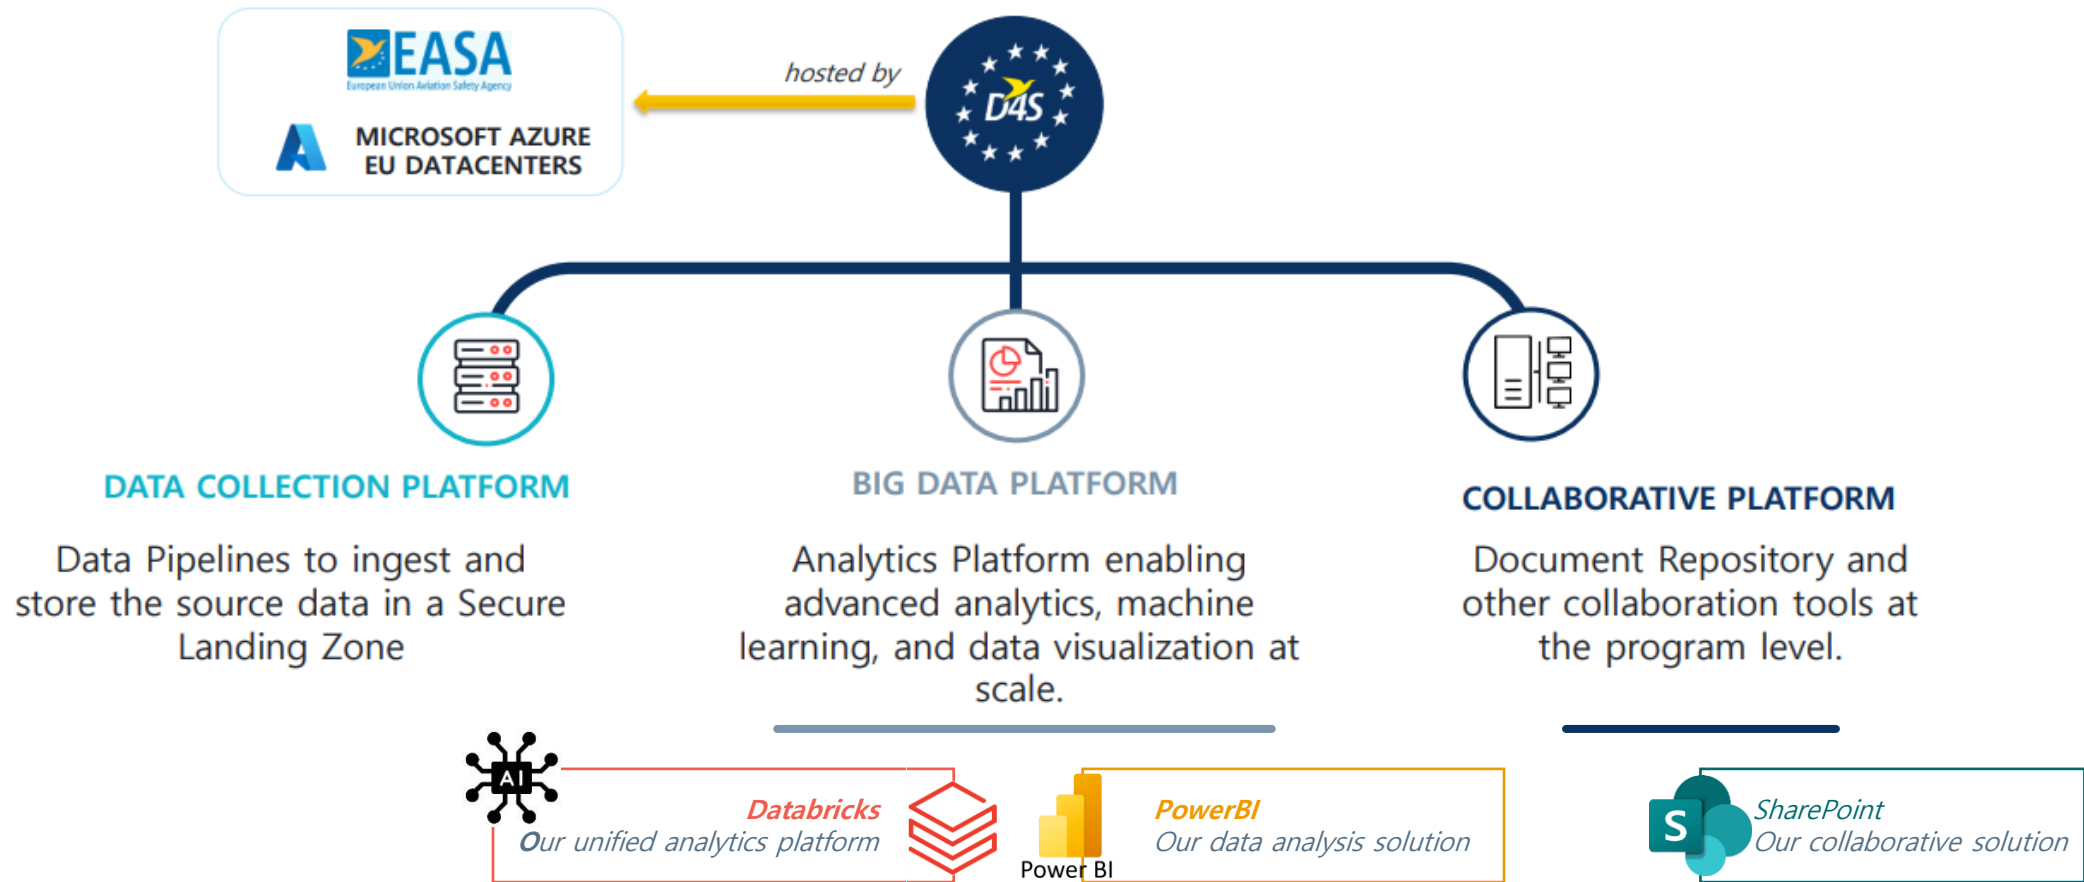 EASA
European Union Aviation Safety Agency
MICROSOFT AZURE
EU DATACENTERS
hosted by
D4S
DATA COLLECTION PLATFORM
Data Pipelines to ingest and
store the source data in a Secure
Landing Zone
BIG DATA PLATFORM
Analytics Platform enabling
advanced analytics, machine
learning, and data visualization at
scale.
COLLABORATIVE PLATFORM
Document Repository and
other collaboration tools at
the program level.
AI
Databricks
Our unified analytics platform
Power BI
PowerBI
Our data analysis solution
S
SharePoint
Our collaborative solution